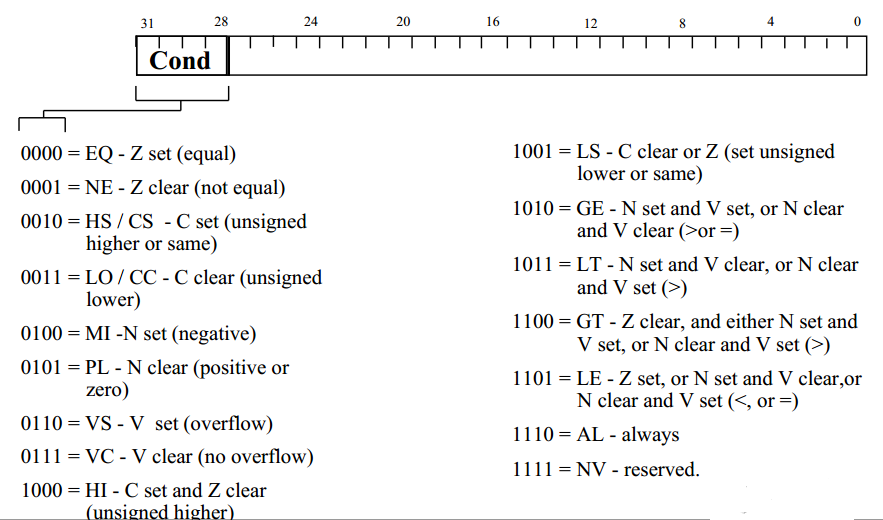 31 28 24 20 16 12 8 4 0
Cond
0000 = EQ - Z set (equal)
0001 = NE - Z clear (not equal)
0010 = HS / CS - C set (unsigned
higher or same)
0011 = LO / CC - C clear (unsigned
lower)
0100 = MI -N set (negative)
0101 = PL - N clear (positive or
zero)
0110 = VS - V set (overflow)
0111 = VC - V clear (no overflow)
1000 = HI - C set and Z clear
(unsigned higher)
1001 = LS - C clear or Z (set unsigned
lower or same)
1010 = GE - N set and V set, or N clear
and V clear (>or =)
1011 = LT - N set and V clear, or N clear
and V set (>)
1100 = GT - Z clear, and either N set and
V set, or N clear and V set (>)
1101 = LE - Z set, or N set and V clear,or
N clear and V set (<, or =)
1110 = AL - always
1111 = NV - reserved.